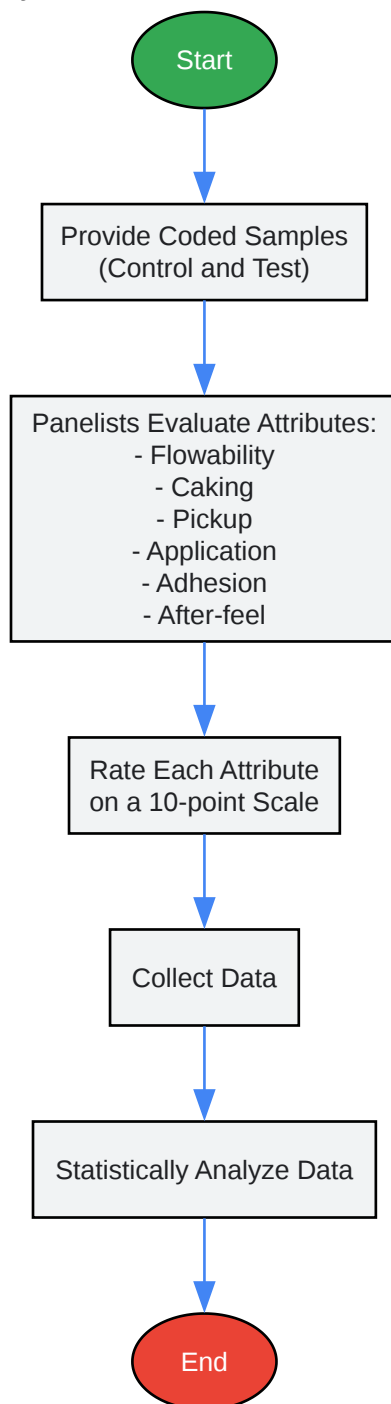 Start
Provide Coded Samples
(Control and Test)
Panelists Evaluate Attributes:
- Flowability
- Caking
- Pickup
- Application
- Adhesion
- After-feel
Rate Each Attribute
on a 10-point Scale
Collect Data
Statistically Analyze Data
End